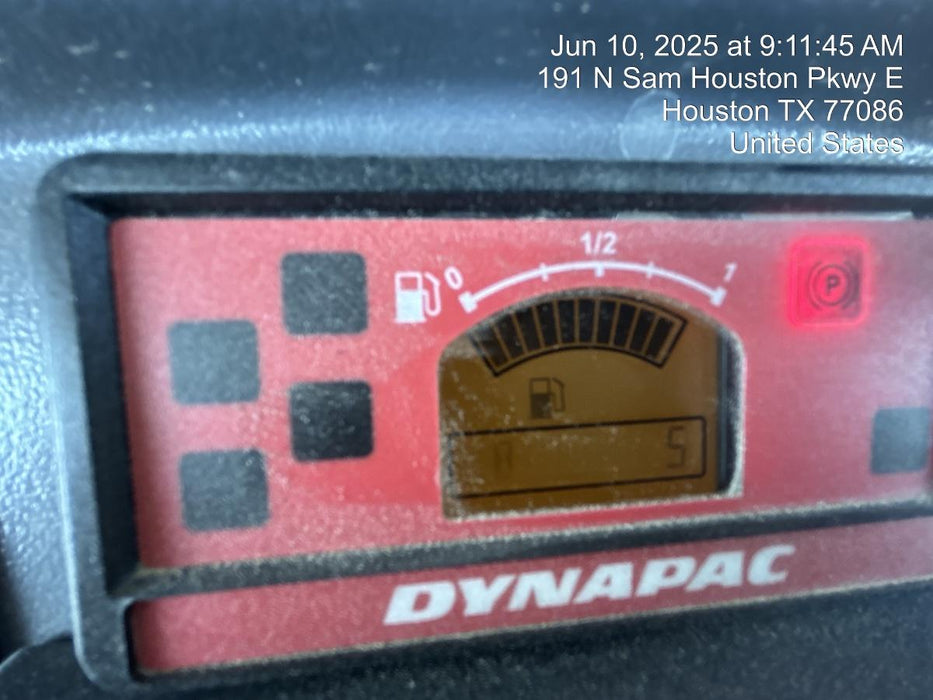 Jun 10, 2025 at 9:11:45 AM
191 N Sam Houston Pkwy E
Houston TX 77086
United States
0 1/2 1
P
H 5
DYNAPAC